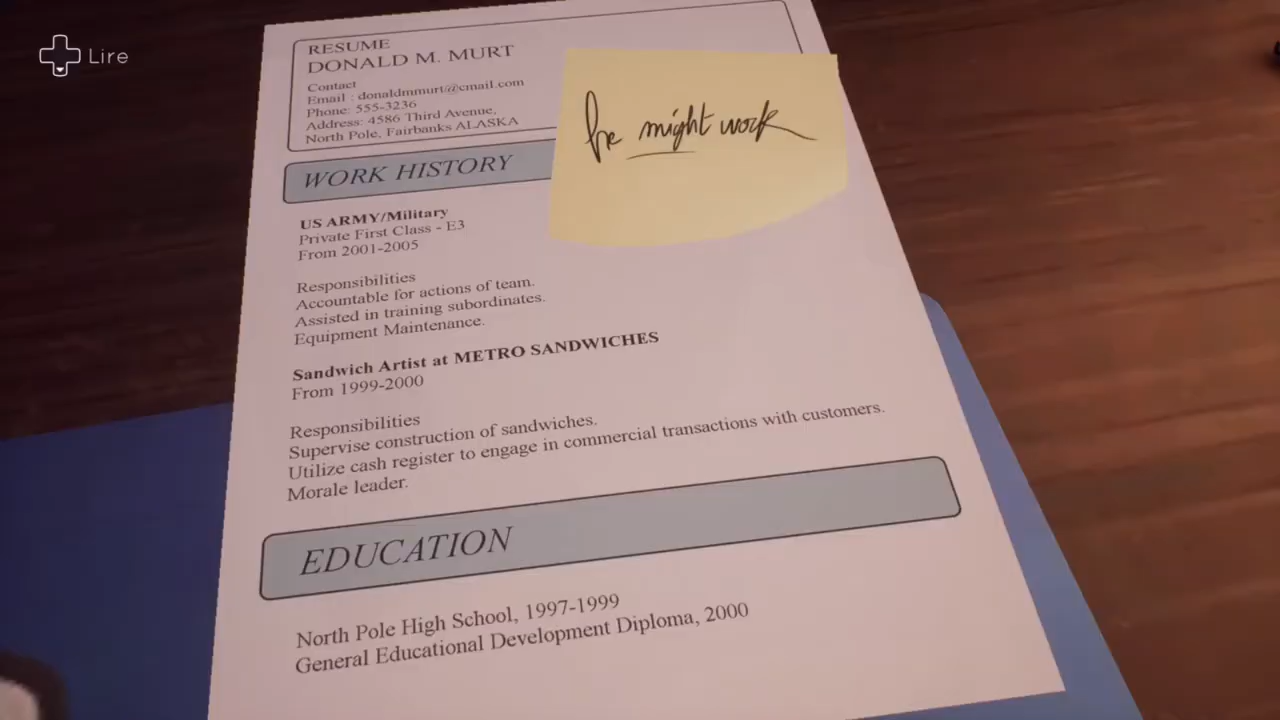 Lire
RESUME
DONALD M. MURT
Contact
Email : donaldmmurt@cmail.com
Phone: 555-3236
Address: 4586 Third Avenue,
North Pole, Fairbanks ALASKA
he might work
WORK HISTORY
US ARMY/Military
Private First Class - E3
From 2001-2005
Responsibilities
Accountable for actions of team.
Assisted in training subordinates.
Equipment Maintenance.
Sandwich Artist at METRO SANDWICHES
From 1999-2000
Responsibilities
Supervise construction of sandwiches.
Utilize cash register to engage in commercial transactions with customers.
Morale leader.
EDUCATION
North Pole High School, 1997-1999
General Educational Development Diploma, 2000